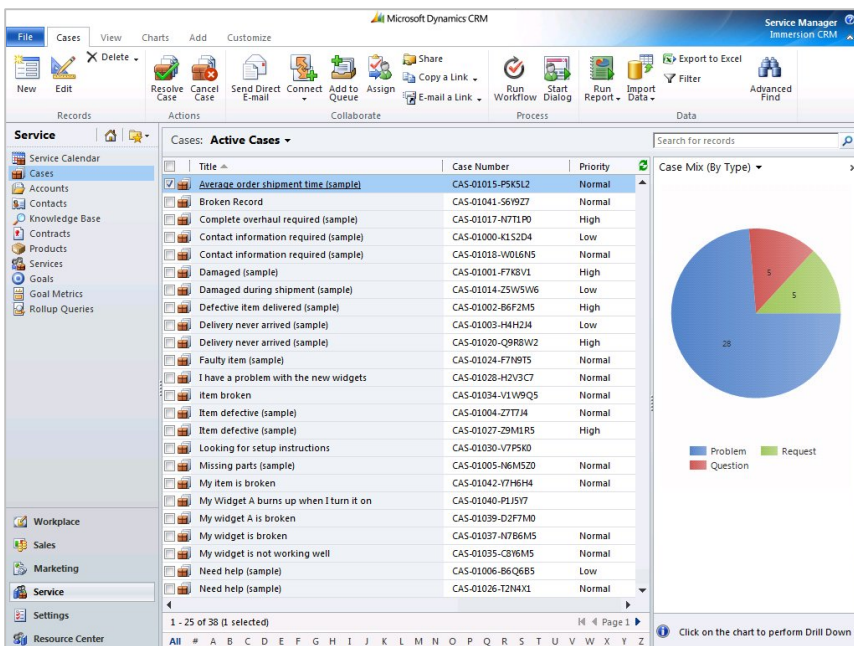 Microsoft Dynamics CRM
Service Manager
Immersion CRM
File Cases View Charts Add Customize
New
Edit
Delete
Records
Resolve Case
Cancel Case
Actions
Send Direct E-mail
Connect
Add to Queue
Assign
Share
Copy a Link
E-mail a Link
Collaborate
Run Workflow
Start Dialog
Process
Run Report
Import Data
Export to Excel
Filter
Advanced Find
Data
Service
Service Calendar
Cases
Accounts
Contacts
Knowledge Base
Contracts
Products
Services
Goals
Goal Metrics
Rollup Queries
Workplace
Sales
Marketing
Service
Settings
Resource Center
Cases: Active Cases
Search for records
Title Case Number Priority
Average order shipment time (sample) CAS-01015-P5K5L2 Normal
Broken Record CAS-01041-S6Y9Z7 Normal
Complete overhaul required (sample) CAS-01017-N7T1P0 High
Contact information required (sample) CAS-01000-K1S2D4 Low
Contact information required (sample) CAS-01018-W0L6N5 Normal
Damaged (sample) CAS-01001-F7K8V1 High
Damaged during shipment (sample) CAS-01014-Z5W5W6 Low
Defective item delivered (sample) CAS-01002-B6F2M5 High
Delivery never arrived (sample) CAS-01003-H4H2J4 Low
Delivery never arrived (sample) CAS-01020-Q9R8W2 High
Faulty item (sample) CAS-01024-F7N9T5 Normal
I have a problem with the new widgets CAS-01028-H2V3C7 Normal
item broken CAS-01034-V1W9Q5 Normal
Item defective (sample) CAS-01004-Z7T7J4 Normal
Item defective (sample) CAS-01027-Z9M1R5 High
Looking for setup instructions CAS-01030-V7P5K0
Missing parts (sample) CAS-01005-N6M5Z0 Normal
My item is broken CAS-01042-Y7H6H4 Normal
My Widget A burns up when I turn it on CAS-01040-P1J5Y7
My widget A is broken CAS-01039-D2F7M0
My widget is broken CAS-01037-N7B6M5 Normal
My widget is not working well CAS-01035-C8Y6M5 Normal
Need help (sample) CAS-01006-B6Q6B5 Low
Need help (sample) CAS-01026-T2N4X1 Normal
1 - 25 of 38 (1 selected) Page 1
All # A B C D E F G H I J K L M N O P Q R S T U V W X Y Z
Case Mix (By Type)
5
5
28
Problem Request
Question
Click on the chart to perform Drill Down